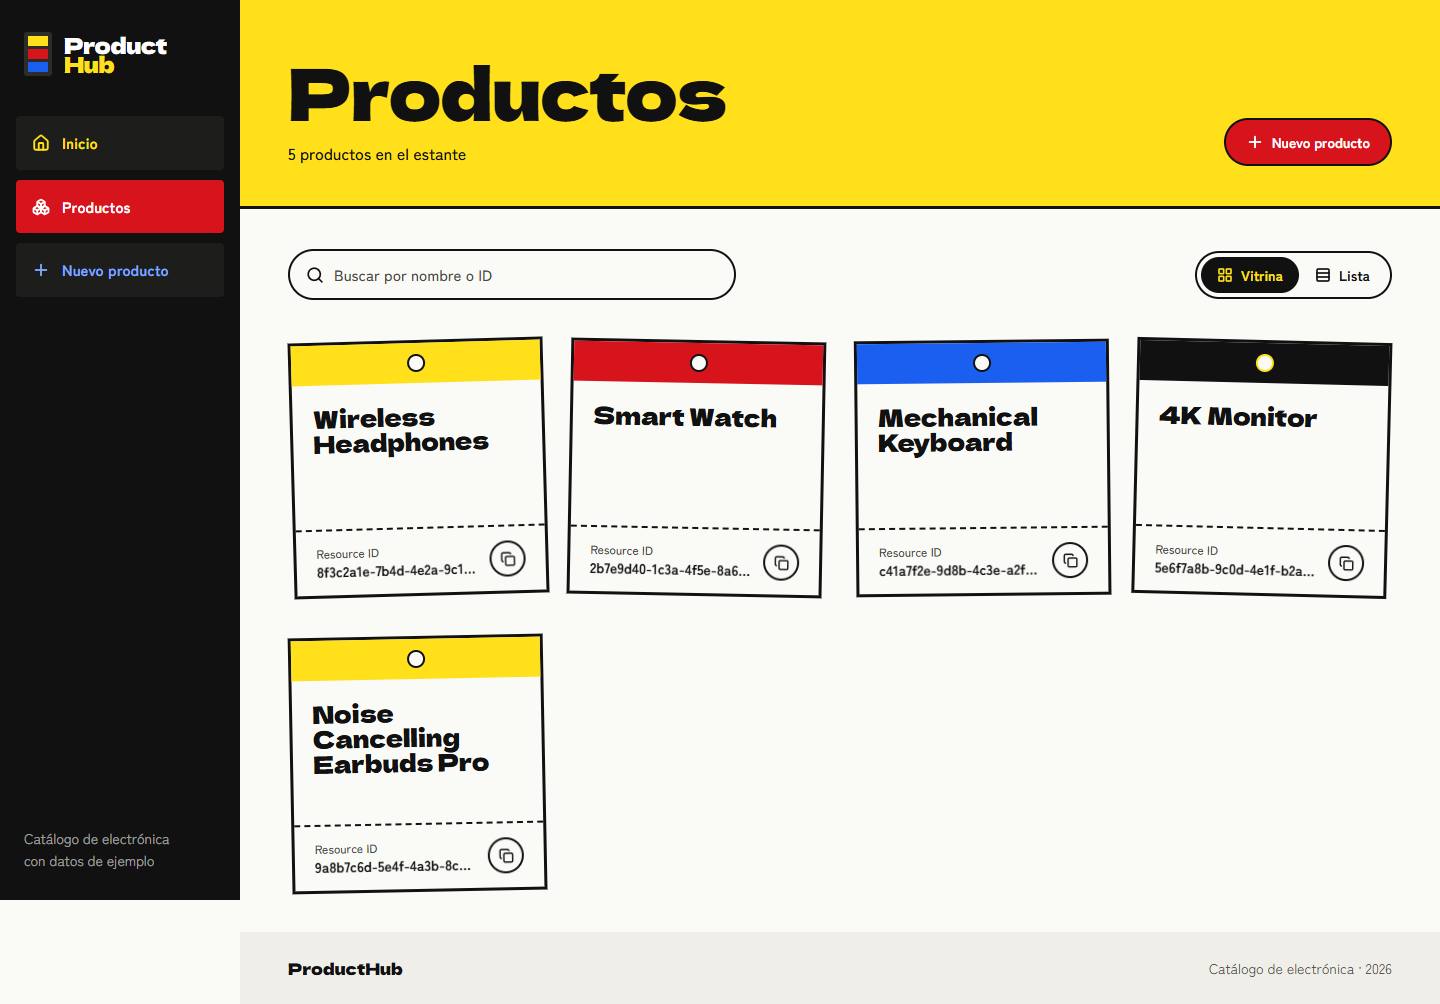 Product
Hub
Inicio
Productos
Nuevo producto
Catálogo de electrónica
con datos de ejemplo
Productos
5 productos en el estante
Nuevo producto
Buscar por nombre o ID
Vitrina
Lista
Wireless
Headphones
Resource ID
8f3c2a1e-7b4d-4e2a-9c1...
Smart Watch
Resource ID
2b7e9d40-1c3a-4f5e-8a6...
Mechanical
Keyboard
Resource ID
c41a7f2e-9d8b-4c3e-a2f...
4K Monitor
Resource ID
5e6f7a8b-9c0d-4e1f-b2a...
Noise
Cancelling
Earbuds Pro
Resource ID
9a8b7c6d-5e4f-4a3b-8c...
ProductHub
Catálogo de electrónica · 2026